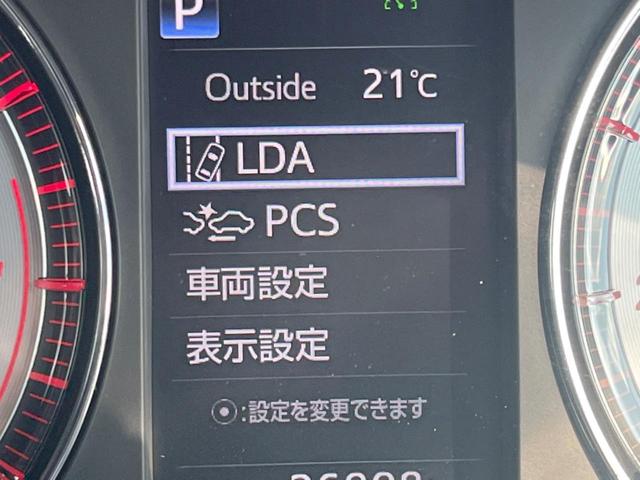 P
Outside 21℃
LDA
PCS
車両設定
表示設定
⦿:設定を変更できます